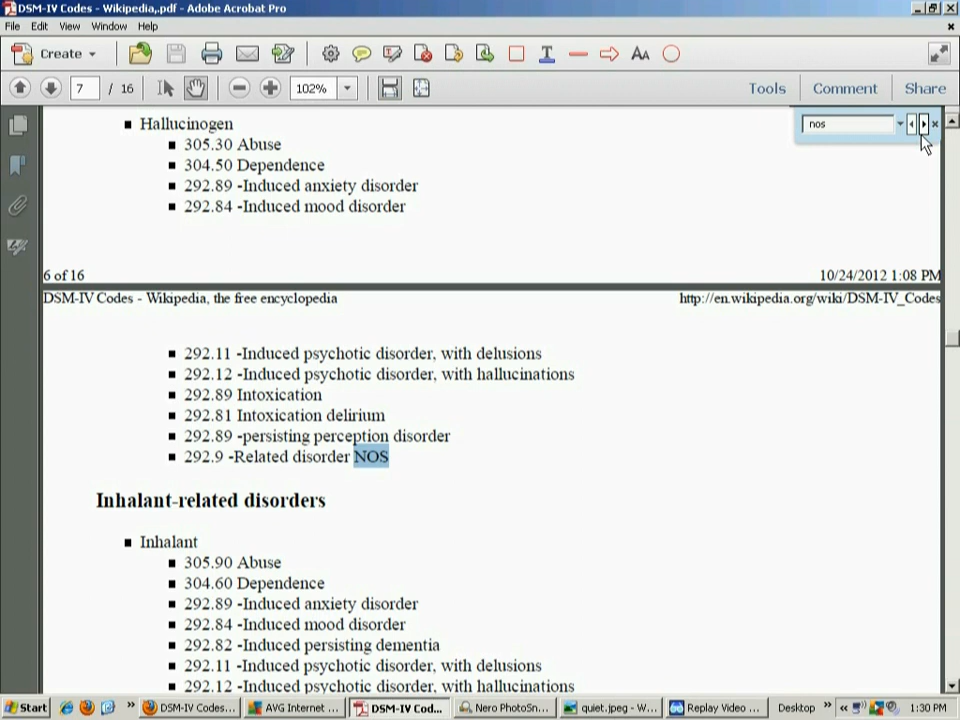 DSM-IV Codes - Wikipedia,.pdf - Adobe Acrobat Pro
File Edit View Window Help
Create
7 / 16 102% Tools Comment Share
nos
Hallucinogen
305.30 Abuse
304.50 Dependence
292.89 -Induced anxiety disorder
292.84 -Induced mood disorder
6 of 16 10/24/2012 1:08 PM
DSM-IV Codes - Wikipedia, the free encyclopedia http://en.wikipedia.org/wiki/DSM-IV_Codes
292.11 -Induced psychotic disorder, with delusions
292.12 -Induced psychotic disorder, with hallucinations
292.89 Intoxication
292.81 Intoxication delirium
292.89 -persisting perception disorder
292.9 -Related disorder NOS
Inhalant-related disorders
Inhalant
305.90 Abuse
304.60 Dependence
292.89 -Induced anxiety disorder
292.84 -Induced mood disorder
292.82 -Induced persisting dementia
292.11 -Induced psychotic disorder, with delusions
292.12 -Induced psychotic disorder, with hallucinations
Start DSM-IV Codes... AVG Internet ... DSM-IV Cod... Nero PhotoSn... quiet.jpeg - W... Replay Video ... Desktop 1:30 PM